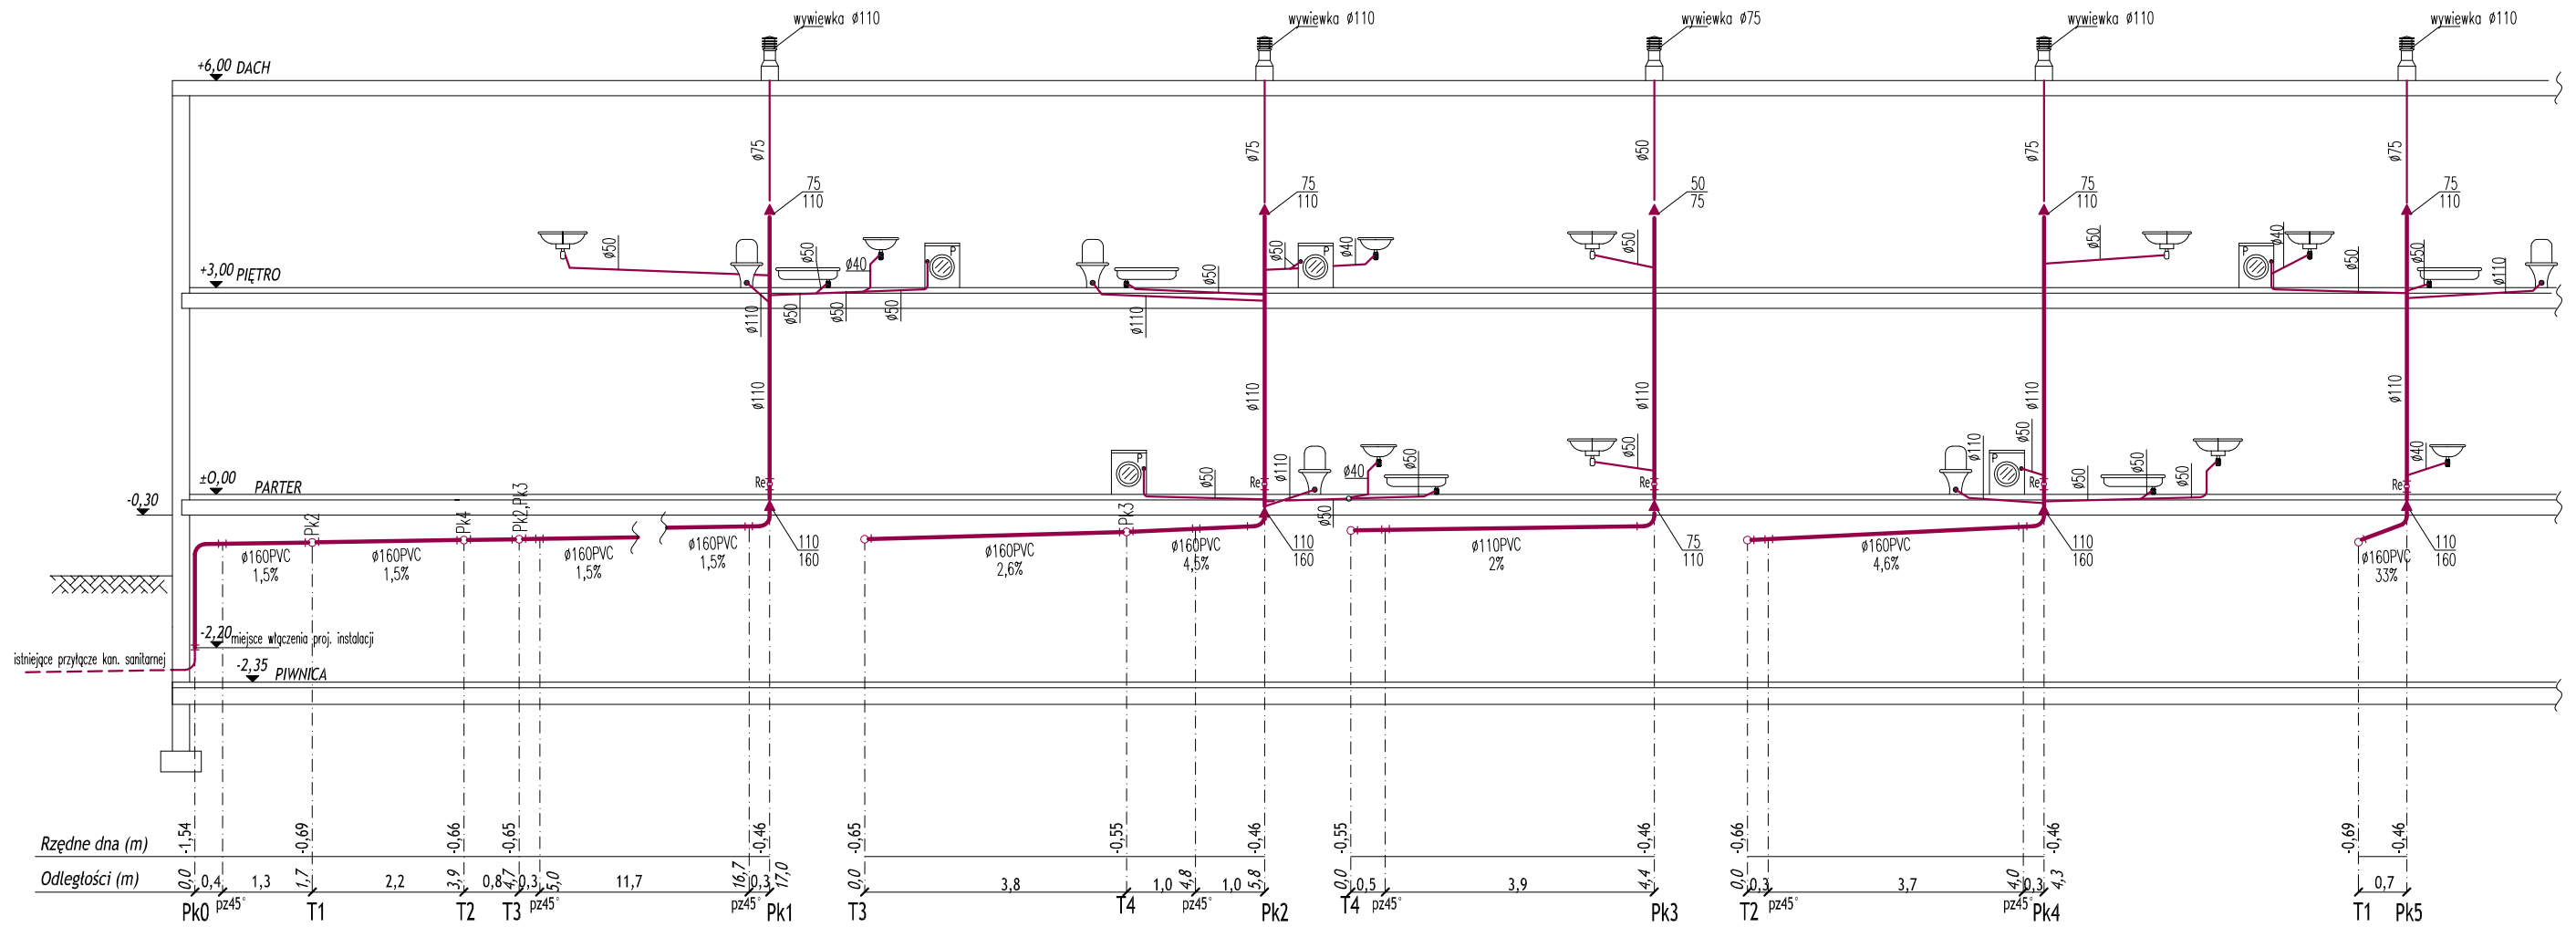 wywiewka ø110
wywiewka ø110
wywiewka ø75
wywiewka ø110
wywiewka ø110
+6,00 DACH
ø75
ø75
ø50
ø75
ø75
75
110
75
110
50
75
75
110
75
110
ø50
ø50
ø40
P
ø50
ø50
P
ø40
ø50
ø50
P
ø40
ø50
ø50
ø110
+3,00 PIĘTRO
ø110
ø50
ø50
ø50
ø110
ø110
ø110
ø110
ø110
ø110
P
ø50
ø110
ø40
ø50
ø50
ø110
P
ø50
ø50
ø50
ø50
ø40
±0,00 PARTER
Re
Re
Re
Re
Re
-0,30
Pk2
Pk4
Pk2,Pk3
Pk3
ø50
ø160PVC
1,5%
ø160PVC
1,5%
ø160PVC
1,5%
ø160PVC
1,5%
110
160
ø160PVC
2,6%
ø160PVC
4,5%
110
160
ø110PVC
2%
75
110
ø160PVC
4,6%
110
160
ø160PVC
33%
110
160
-2,20 miejsce włączenia proj. instalacji
istniejące przyłącze kan. sanitarnej
-2,35 PIWNICA
Rzędne dna (m)
-1,54
-0,69
-0,66
-0,65
-0,46
-0,65
-0,55
-0,46
-0,55
-0,46
-0,66
-0,46
-0,69
-0,46
Odległości (m)
0,0
0,4
1,3
1,7
2,2
3,9
0,8
4,7
0,3
5,0
11,7
16,7
0,3
17,0
0,0
3,8
1,0
4,8
1,0
5,8
0,0
0,5
3,9
4,4
0,0
0,3
3,7
4,0
0,3
4,3
0,7
Pk0
pz45°
T1
T2
T3
pz45°
pz45°
Pk1
T3
T4
pz45°
Pk2
T4
pz45°
Pk3
T2
pz45°
pz45°
Pk4
T1
Pk5